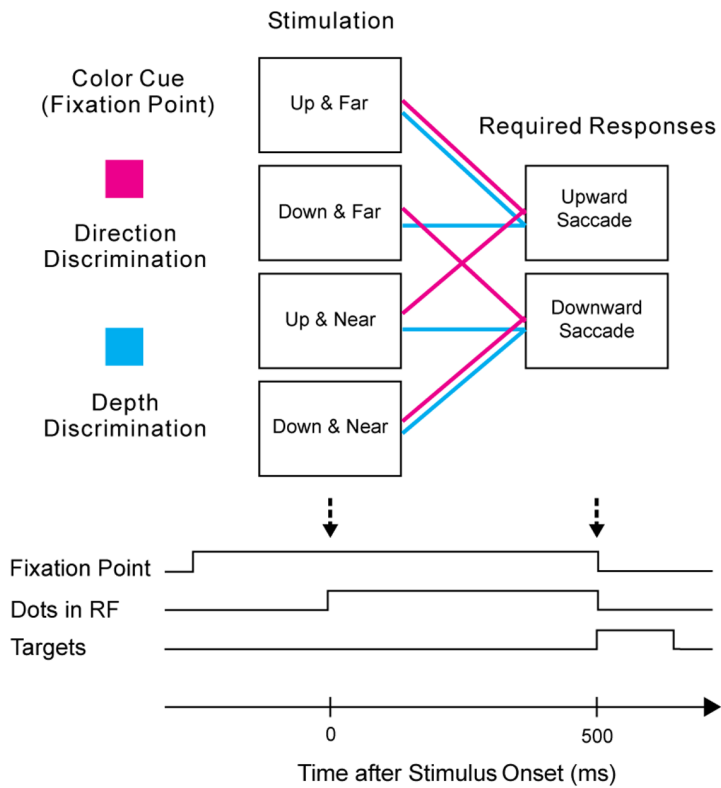 Stimulation
Color Cue
(Fixation Point)
Up & Far
Required Responses
Upward
Saccade
Down & Far
Direction
Discrimination
Up & Near
Downward
Saccade
Depth
Discrimination
Down & Near
Fixation Point
Dots in RF
Targets
0
500
Time after Stimulus Onset (ms)